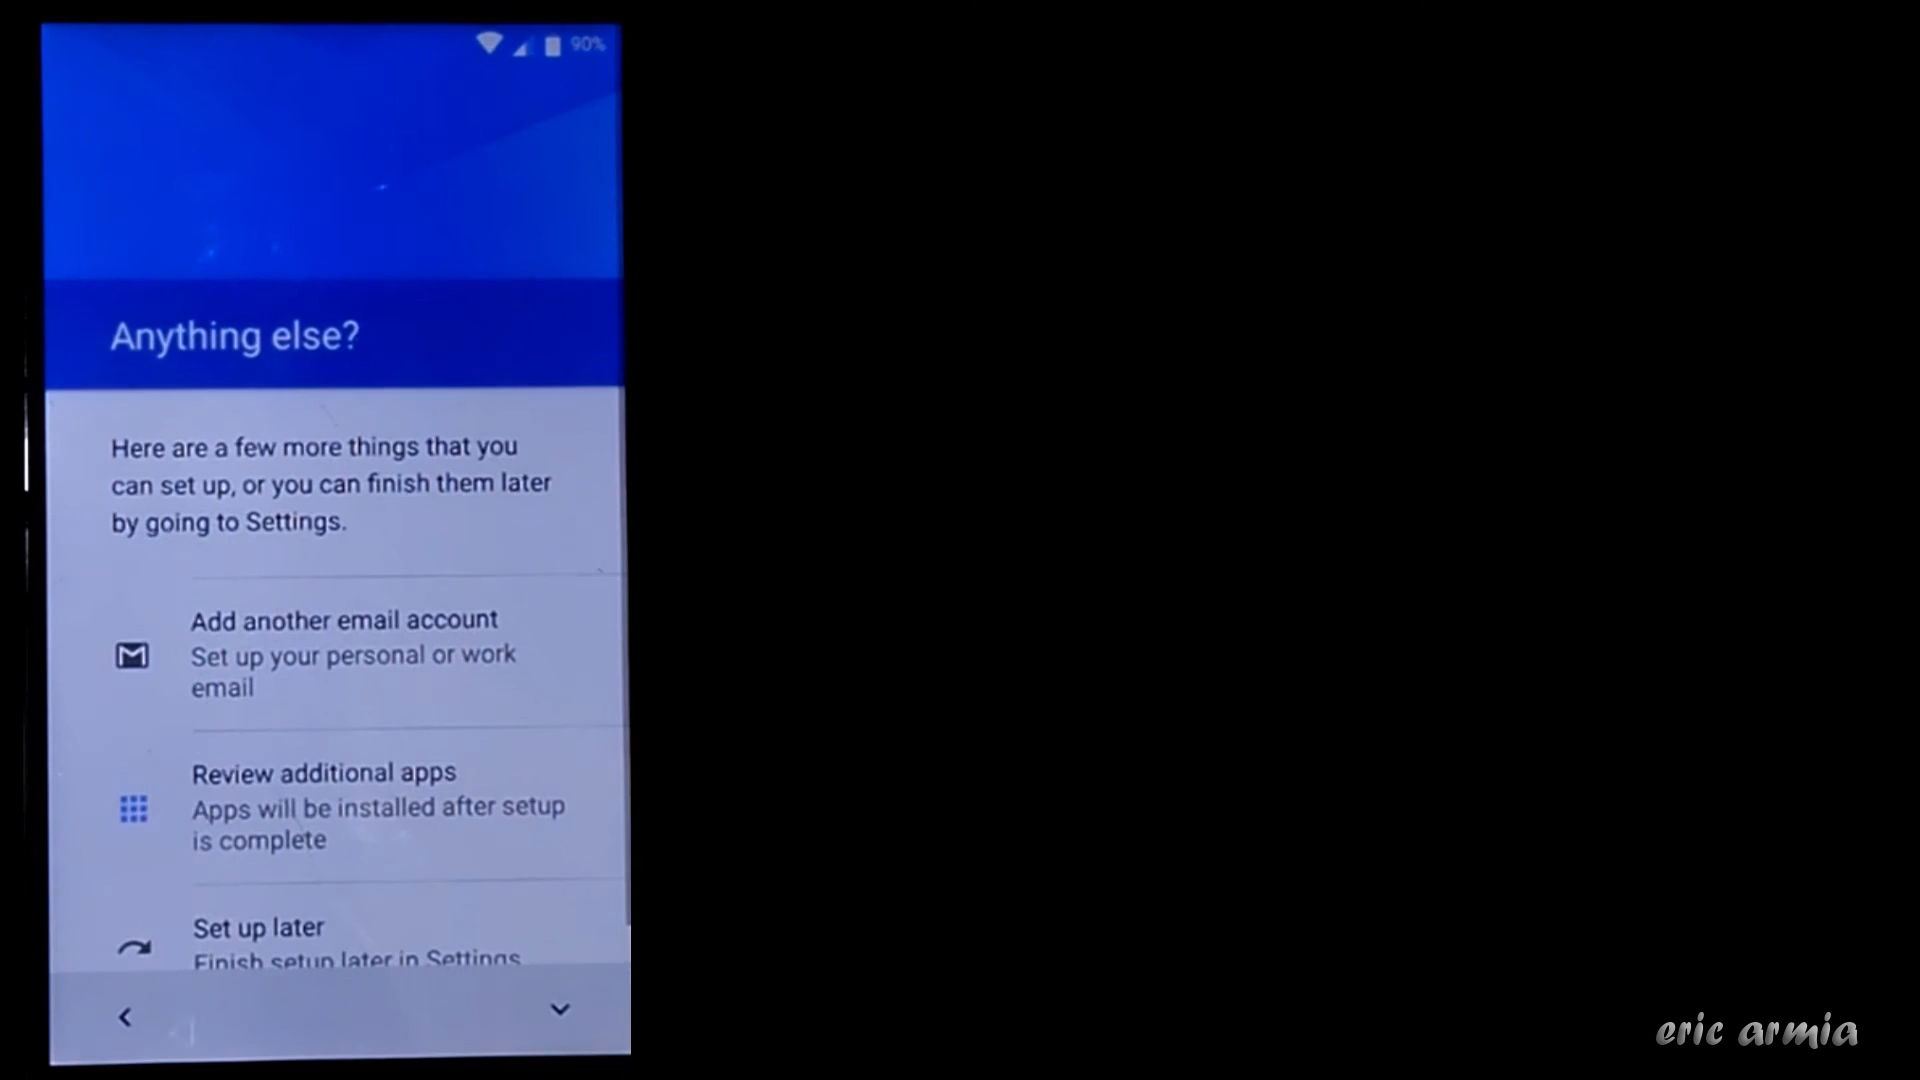 90%
Anything else?
Here are a few more things that you
can set up, or you can finish them later
by going to Settings.
Add another email account
Set up your personal or work
email
Review additional apps
Apps will be installed after setup
is complete
Set up later
Finish setup later in Settings
eric armia